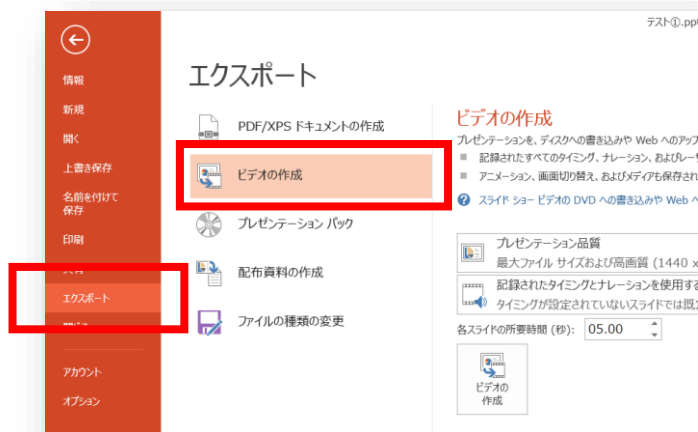 テスト①.pp
情報
新規
開く
上書き保存
名前を付けて
保存
印刷
エクスポート
アカウント
オプション
エクスポート
PDF/XPS ドキュメントの作成
ビデオの作成
プレゼンテーション パック
配布資料の作成
ファイルの種類の変更
ビデオの作成
プレゼンテーションを、ディスクへの書き込みや Web へのアップ
記録されたすべてのタイミング、ナレーション、およびレー
アニメーション、画面切り替え、およびメディアも保存され
スライド ショー ビデオの DVD への書き込みや Web へ
プレゼンテーション品質
最大ファイル サイズおよび高画質 (1440 x
記録されたタイミングとナレーションを使用する
タイミングが設定されていないスライドでは既
各スライドの所要時間 (秒): 05.00
ビデオの
作成